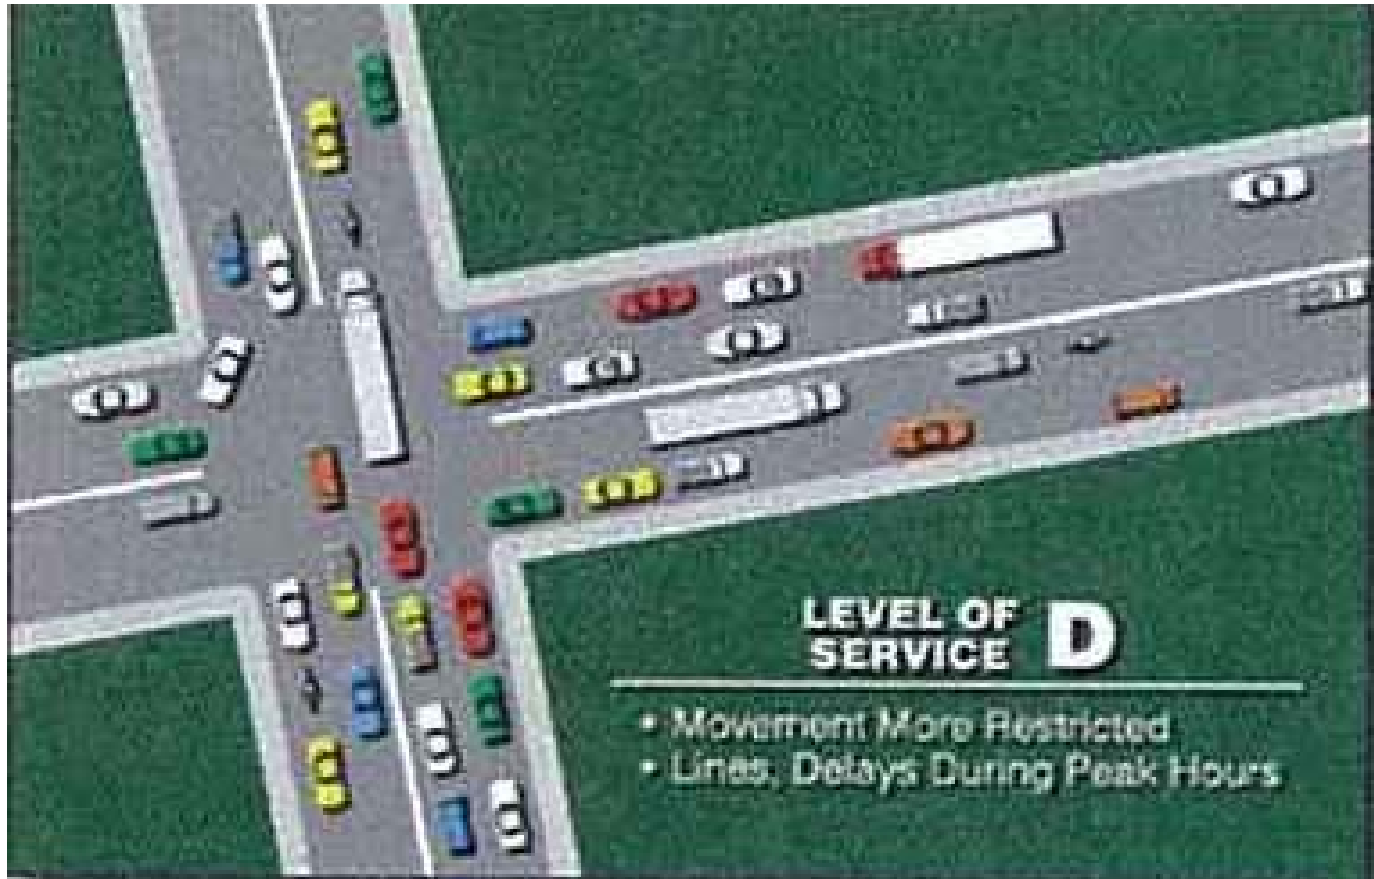 LEVEL OF
SERVICE D
• Movement More Restricted
• Lines, Delays During Peak Hours